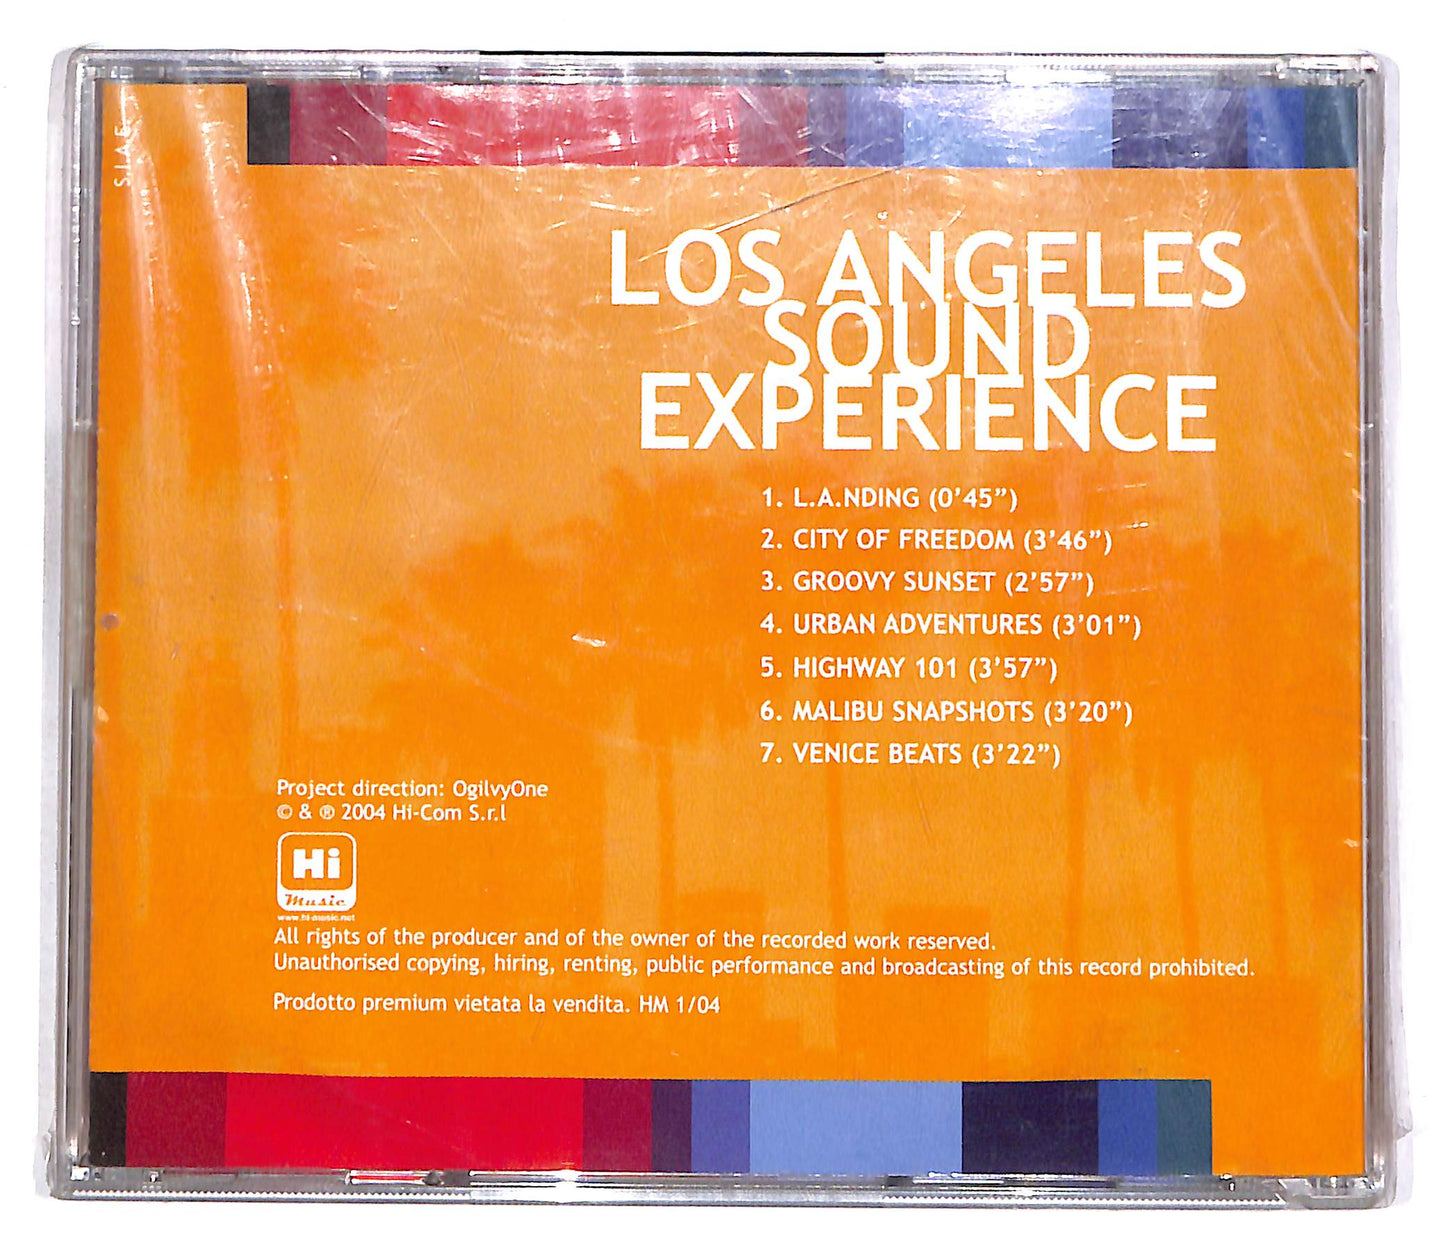 S.I.A.E.
LOS ANGELES
SOUND
EXPERIENCE
1. L.A.NDING (0'45”)
2. CITY OF FREEDOM (3'46”)
3. GROOVY SUNSET (2'57”)
4. URBAN ADVENTURES (3'01”)
5. HIGHWAY 101 (3'57”)
6. MALIBU SNAPSHOTS (3'20”)
7. VENICE BEATS (3'22”)
Project direction: OgilvyOne
© & ® 2004 Hi-Com S.r.l
Hi
Music
www.hi-music.net
All rights of the producer and of the owner of the recorded work reserved.
Unauthorised copying, hiring, renting, public performance and broadcasting of this record prohibited.
Prodotto premium vietata la vendita. HM 1/04